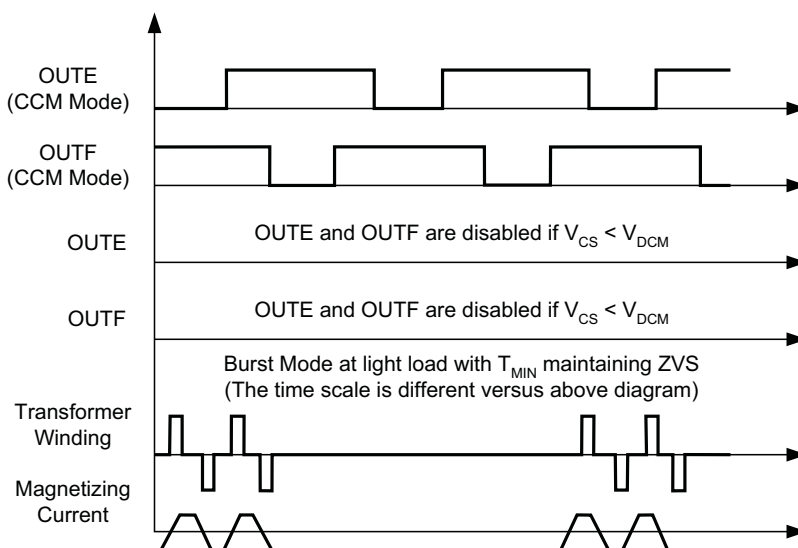 OUTE
(CCM Mode)
OUTF
(CCM Mode)
OUTE
OUTE and OUTF are disabled if V_CS < V_DCM
OUTF
OUTE and OUTF are disabled if V_CS < V_DCM
Burst Mode at light load with T_MIN maintaining ZVS
(The time scale is different versus above diagram)
Transformer
Winding
Magnetizing
Current